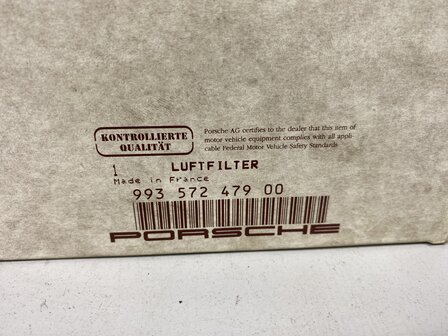 KONTROLLIERTE
QUALITÄT
Porsche AG certifies to the dealer that this item of
motor vehicle equipment complies with all appli-
cable Federal Motor Vehicle Safety Standards
1 LUFTFILTER
Made in France
993 572 479 00
PORSCHE